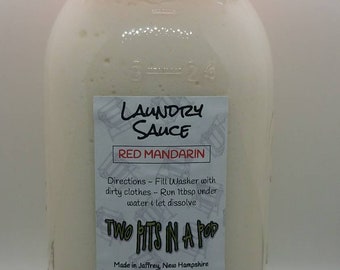 LAUNDRY
SAUCE
RED MANDARIN
Directions - Fill Washer with
dirty clothes - Run 1tbsp under
water & let dissolve
TWO PITS IN A POD
Made in Jaffrey, New Hampshire